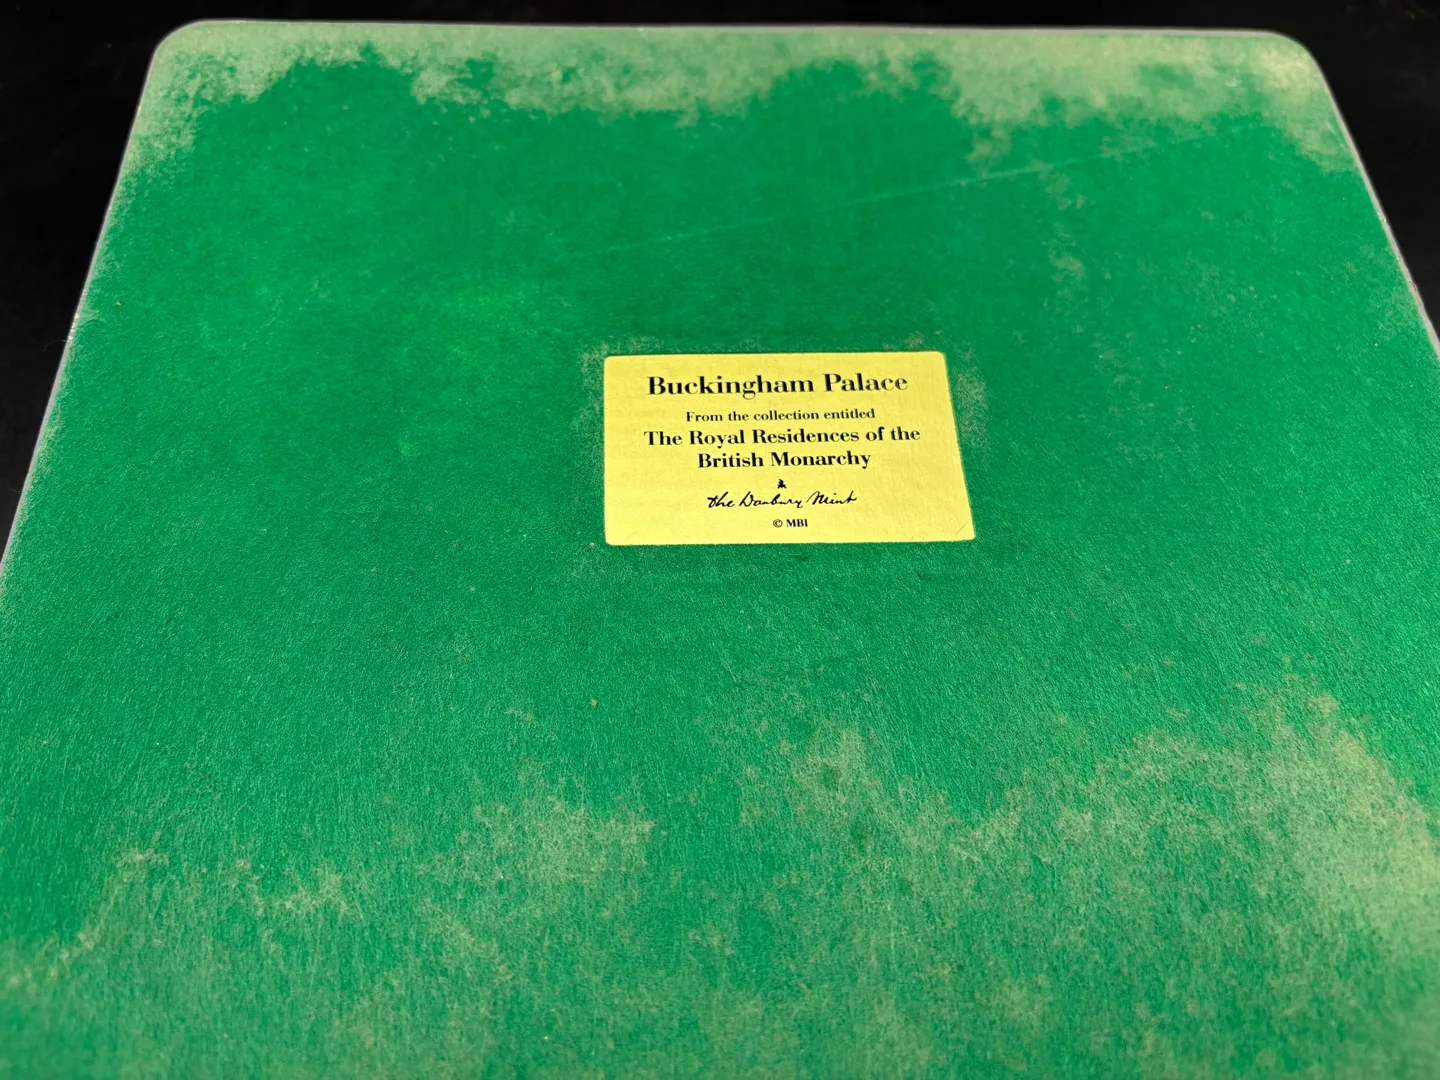 Buckingham Palace
From the collection entitled
The Royal Residences of the
British Monarchy
The Danbury Mint
© MBI